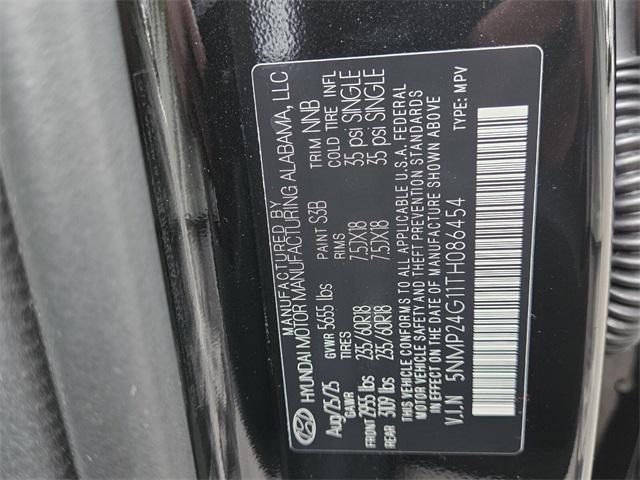 MANUFACTURED BY
HYUNDAI MOTOR MANUFACTURING ALABAMA, LLC
Aug/25/25 GVWR 5655 lbs PAINT S3B TRIM NNB
GAWR TIRES RIMS COLD TIRE INFL
FRONT 2955 lbs 235/60R18 7.5JX18 35 psi SINGLE
REAR 3109 lbs 235/60R18 7.5JX18 35 psi SINGLE
THIS VEHICLE CONFORMS TO ALL APPLICABLE U.S.A. FEDERAL
MOTOR VEHICLE SAFETY AND THEFT PREVENTION STANDARDS
IN EFFECT ON THE DATE OF MANUFACTURE SHOWN ABOVE
V.I.N 5NMP24G11TH086454 TYPE: MPV